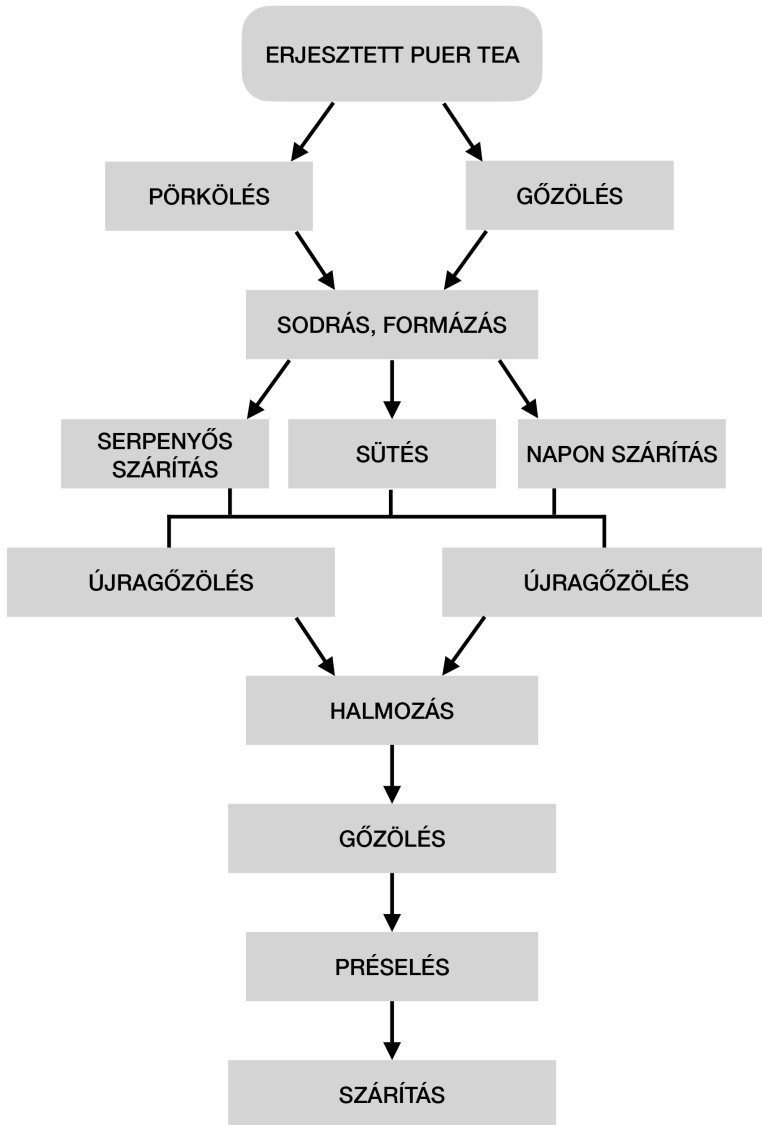 ERJESZTETT PUER TEA
PÖRKÖLÉS
GŐZÖLÉS
SODRÁS, FORMÁZÁS
SERPENYŐS
SZÁRÍTÁS
SÜTÉS
NAPON SZÁRÍTÁS
ÚJRAGŐZÖLÉS
ÚJRAGŐZÖLÉS
HALMOZÁS
GŐZÖLÉS
PRÉSELÉS
SZÁRÍTÁS